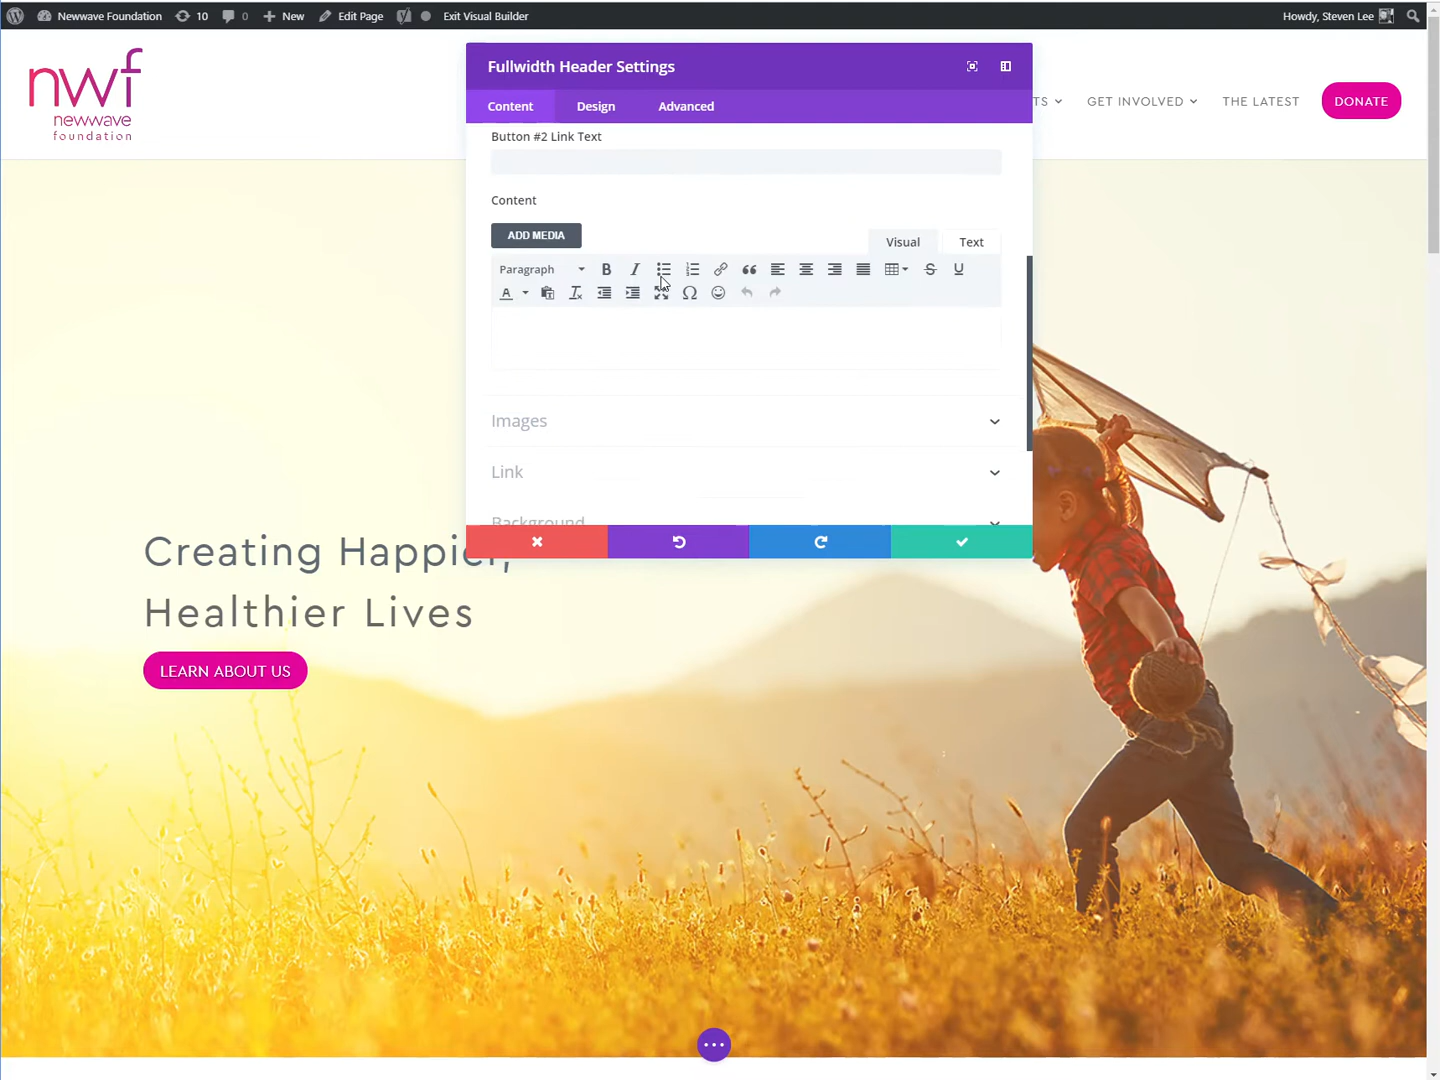 Newwave Foundation 10 0 New Edit Page Exit Visual Builder Howdy, Steven Lee
nwf
newwave
foundation
GET INVOLVED THE LATEST DONATE
Fullwidth Header Settings
Content Design Advanced
Button #2 Link Text
Content
ADD MEDIA
Visual Text
Paragraph
Images
Link
Background
Creating Happier,
Healthier Lives
LEARN ABOUT US